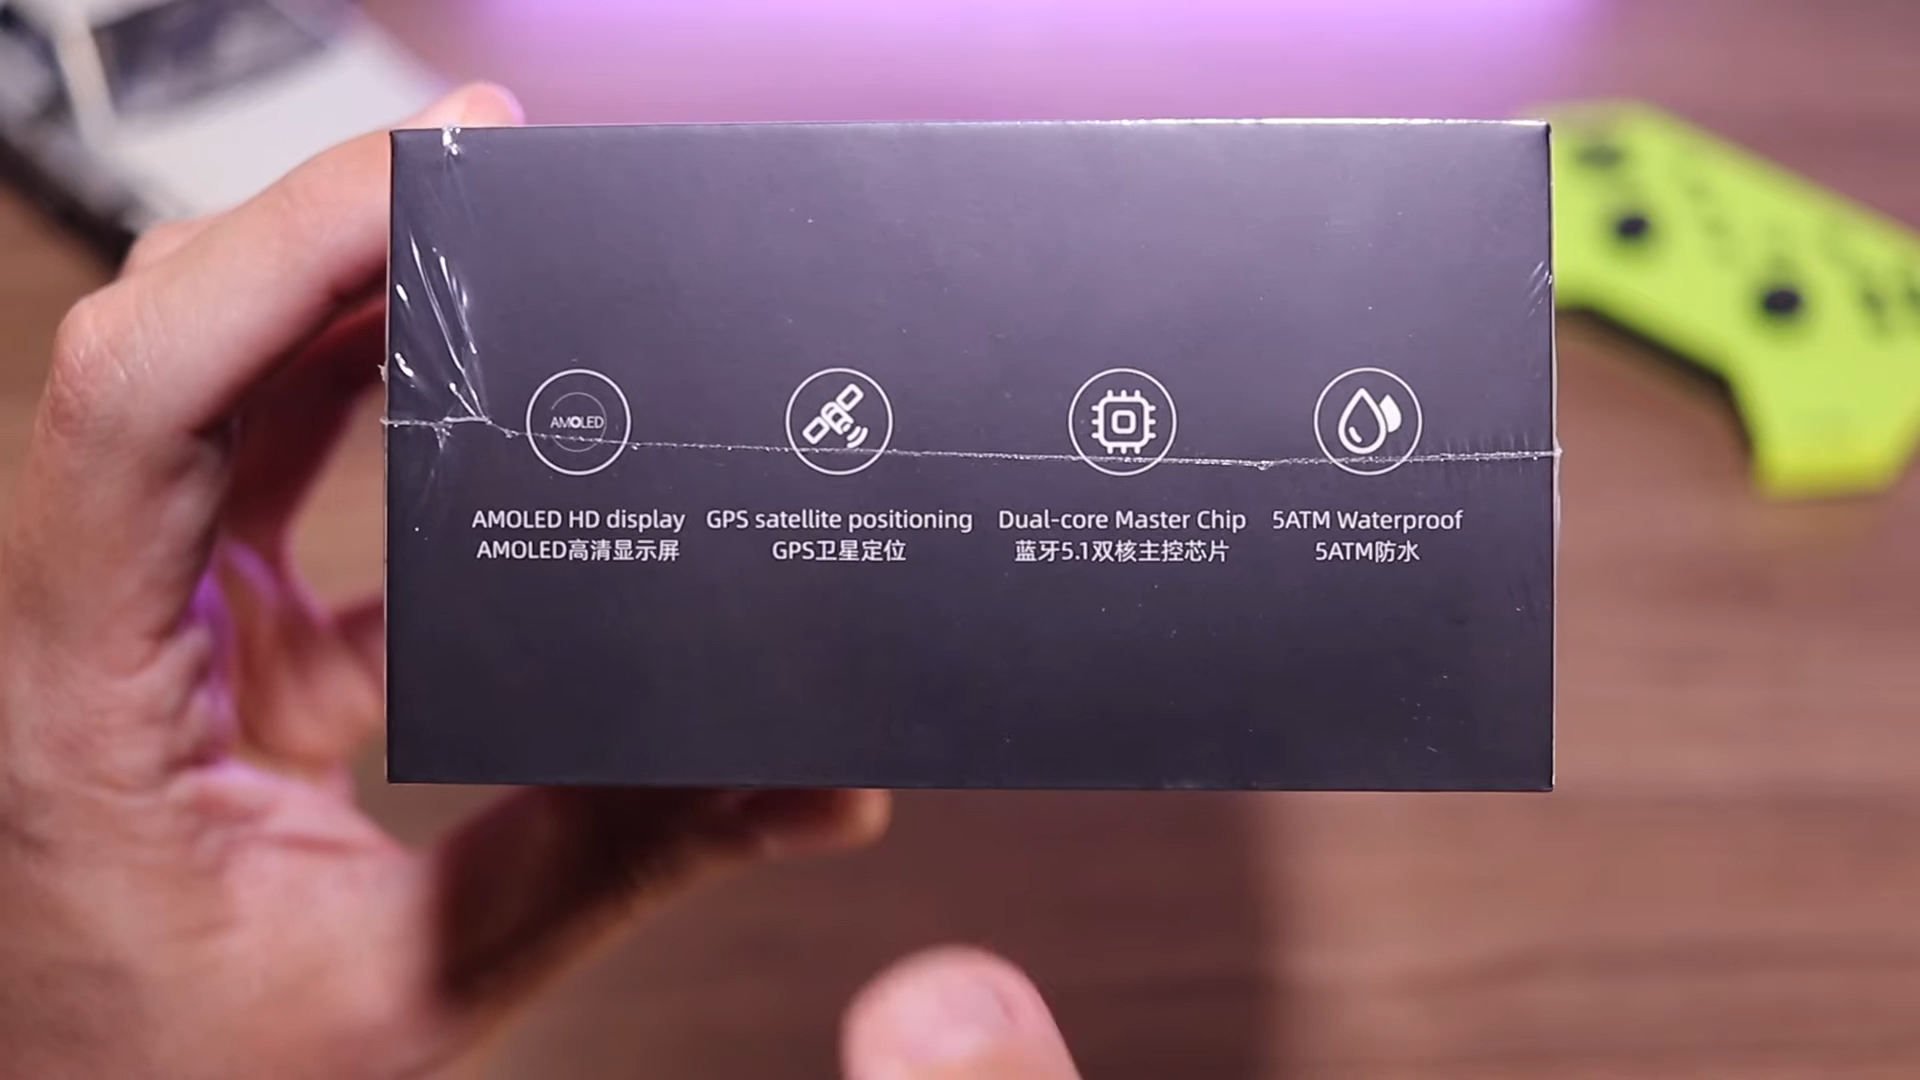 AMOLED
AMOLED HD display
AMOLED高清显示屏
GPS satellite positioning
GPS卫星定位
Dual-core Master Chip
蓝牙5.1双核主控芯片
5ATM Waterproof
5ATM防水